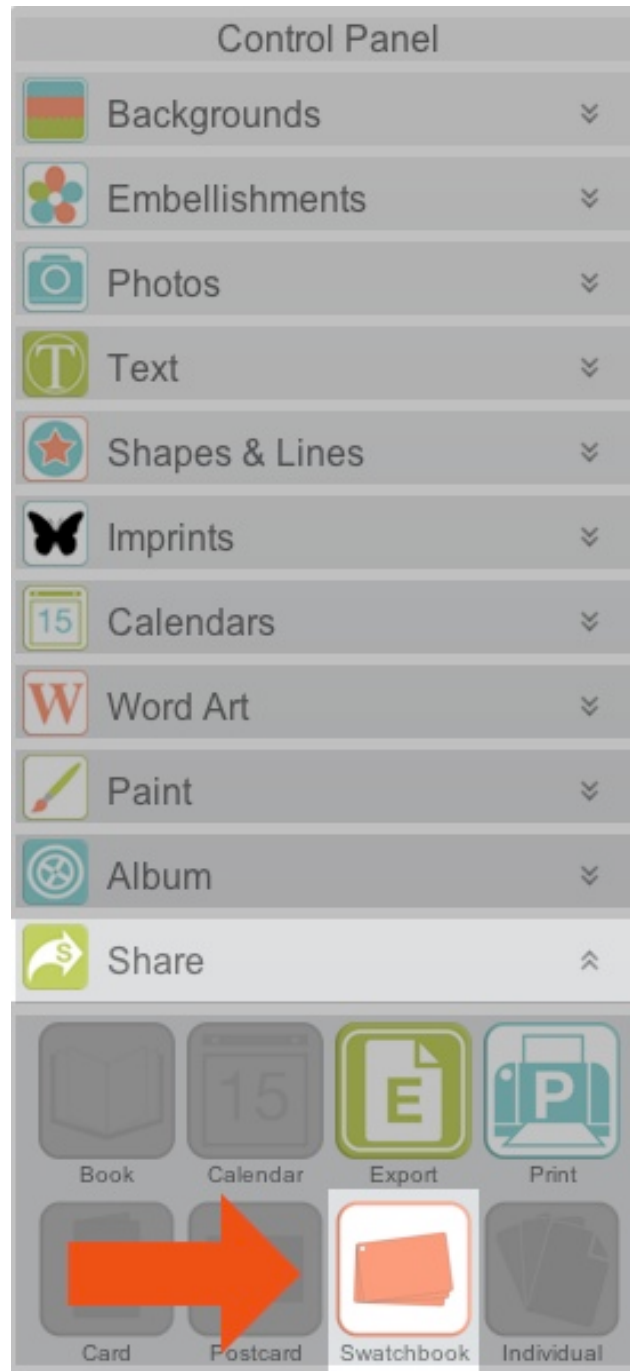 Control Panel
Backgrounds
Embellishments
Photos
T Text
Shapes & Lines
Imprints
15 Calendars
W Word Art
Paint
Album
S Share
15 E P
Book Calendar Export Print
Card Postcard Swatchbook Individual